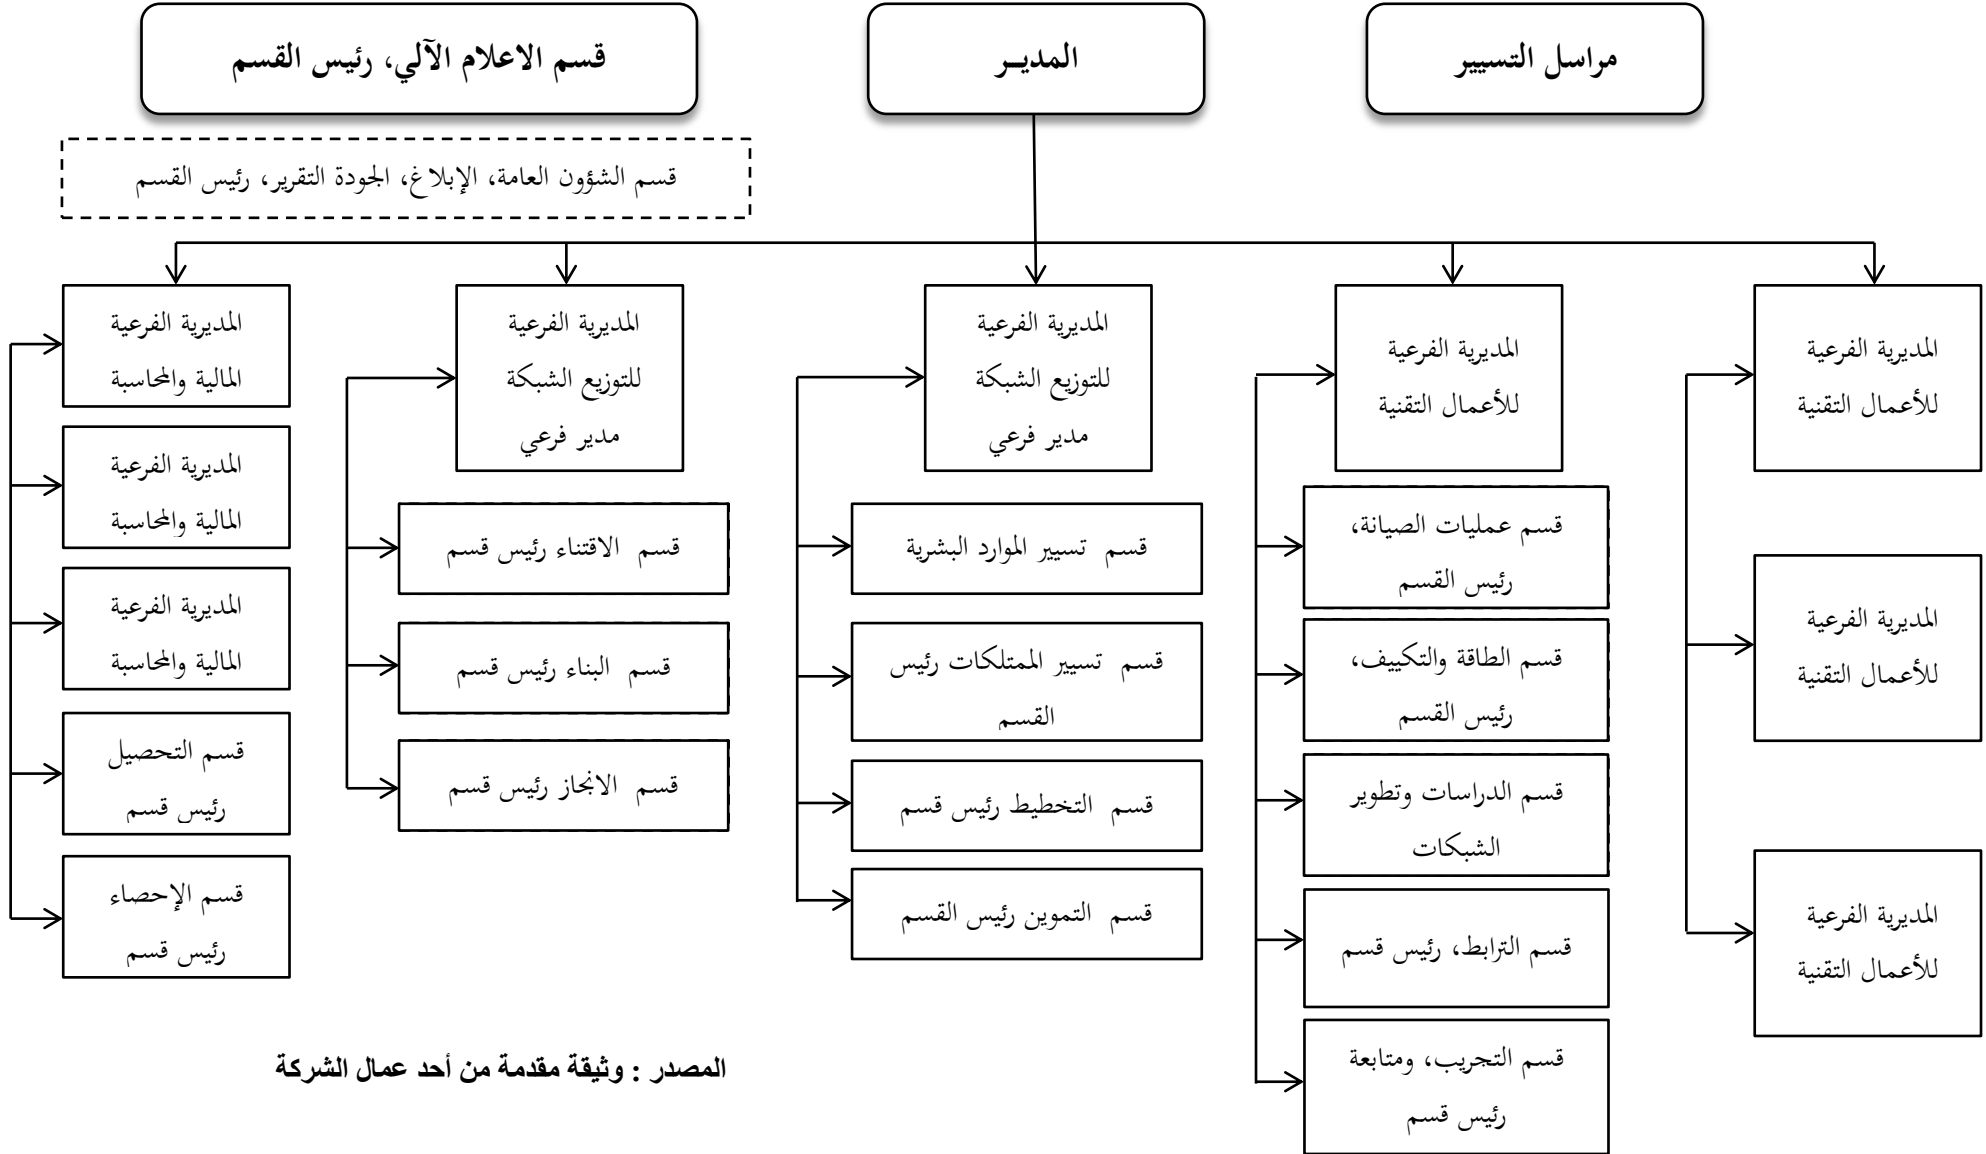 مراسل التسيير
المديـر
قسم الاعلام الآلي، رئيس القسم
قسم الشؤون العامة، الإبلاغ، الجودة التقرير، رئيس القسم
المديرية الفرعية
للأعمال التقنية
المديرية الفرعية
للأعمال التقنية
المديرية الفرعية
للأعمال التقنية
المديرية الفرعية
للأعمال التقنية
قسم عمليات الصيانة،
رئيس القسم
قسم الطاقة والتكييف،
رئيس القسم
قسم الدراسات وتطوير
الشبكات
قسم الترابط، رئيس قسم
قسم التجريب، ومتابعة
رئيس قسم
المديرية الفرعية
للتوزيع الشبكة
مدير فرعي
قسم تسيير الموارد البشرية
قسم تسيير الممتلكات رئيس
القسم
قسم التخطيط رئيس قسم
قسم التموين رئيس القسم
المديرية الفرعية
للتوزيع الشبكة
مدير فرعي
قسم الاقتناء رئيس قسم
قسم البناء رئيس قسم
قسم الانجاز رئيس قسم
المديرية الفرعية
المالية والمحاسبة
المديرية الفرعية
المالية والمحاسبة
المديرية الفرعية
المالية والمحاسبة
قسم التحصيل
رئيس قسم
قسم الإحصاء
رئيس قسم
المصدر : وثيقة مقدمة من أحد عمال الشركة